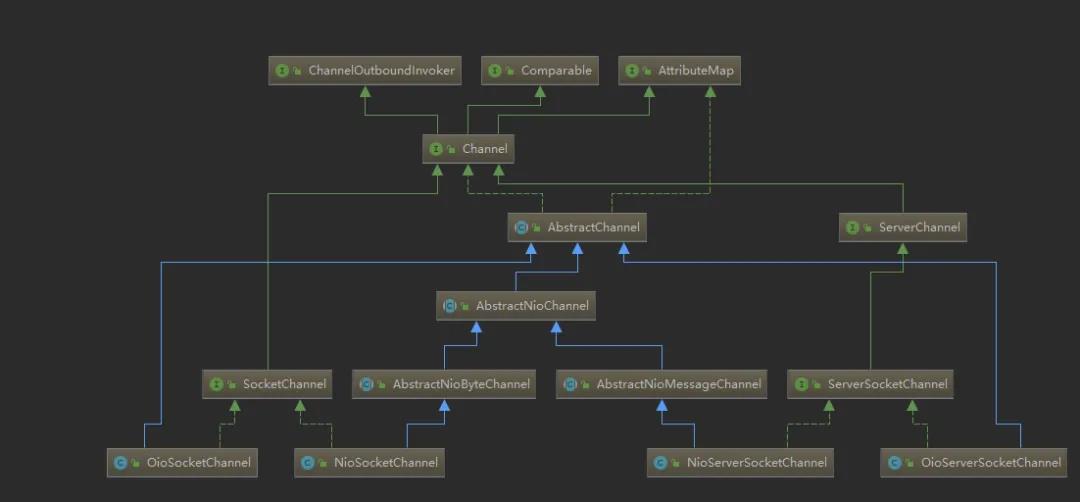 ChannelOutboundInvoker
Comparable
AttributeMap
Channel
AbstractChannel
ServerChannel
AbstractNioChannel
SocketChannel
AbstractNioByteChannel
AbstractNioMessageChannel
ServerSocketChannel
OioSocketChannel
NioSocketChannel
NioServerSocketChannel
OioServerSocketChannel